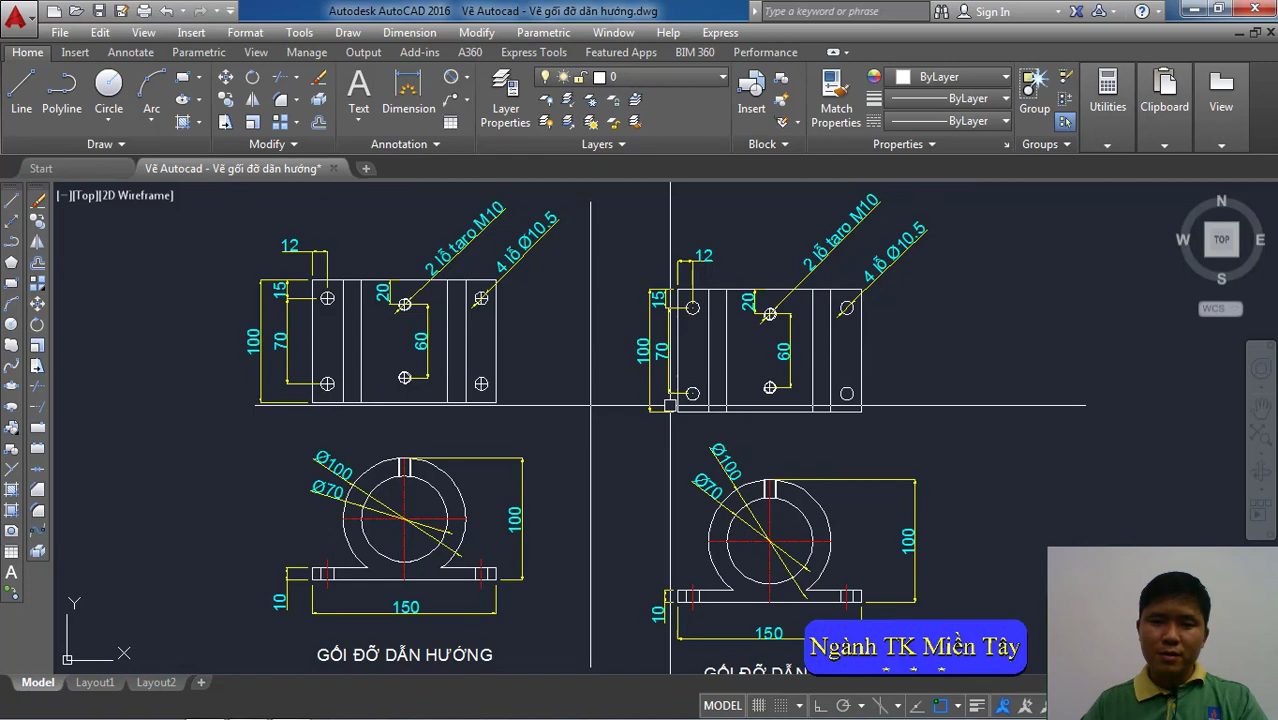 Autodesk AutoCAD 2016 Vẽ Autocad - Vẽ gối đỡ dẫn hướng.dwg
Type a keyword or phrase
Sign In
File Edit View Insert Format Tools Draw Dimension Modify Parametric Window Help Express
Home Insert Annotate Parametric View Manage Output Add-ins A360 Express Tools Featured Apps BIM 360 Performance
Line Polyline Circle Arc
Text Dimension
Layer Properties
0
Insert
Match Properties
ByLayer
ByLayer
ByLayer
Group
Utilities
Clipboard
View
Draw Modify Annotation Layers Block Properties Groups
Start
Vẽ Autocad - Vẽ gối đỡ dẫn hướng*
[−][Top][2D Wireframe]
N
W TOP E
S
WCS
12
2 lỗ taro M10
4 lỗ Ø10.5
15
20
100
70
60
12
2 lỗ taro M10
4 lỗ Ø10.5
15
20
100
70
60
Ø100
Ø70
100
10
150
GỐI ĐỠ DẪN HƯỚNG
Ø100
Ø70
100
10
150
GỐI ĐỠ DẪN
Ngành TK Miền Tây
Y
X
A
Model Layout1 Layout2
MODEL